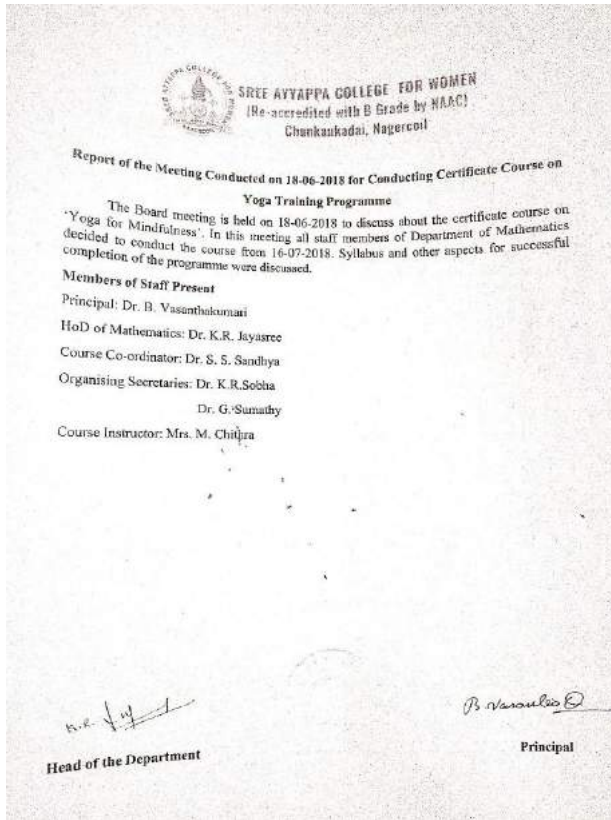 SREE AYYAPPA COLLEGE FOR WOMEN
SREE AYYAPPA COLLEGE FOR WOMEN
(Re-accredited with B Grade by NAAC)
Chunkankadai, Nagercoil
Report of the Meeting Conducted on 18-06-2018 for Conducting Certificate Course on
Yoga Training Programme
The Board meeting is held on 18-06-2018 to discuss about the certificate course on
'Yoga for Mindfulness'. In this meeting all staff members of Department of Mathematics
decided to conduct the course from 16-07-2018. Syllabus and other aspects for successful
completion of the programme were discussed.
Members of Staff Present
Principal: Dr. B. Vasanthakumari
HoD of Mathematics: Dr. K.R. Jayasree
Course Co-ordinator: Dr. S. S. Sandhya
Organising Secretaries: Dr. K.R.Sobha
Dr. G. Sumathy
Course Instructor: Mrs. M. Chithra
K.R.
B.
Head of the Department
Principal